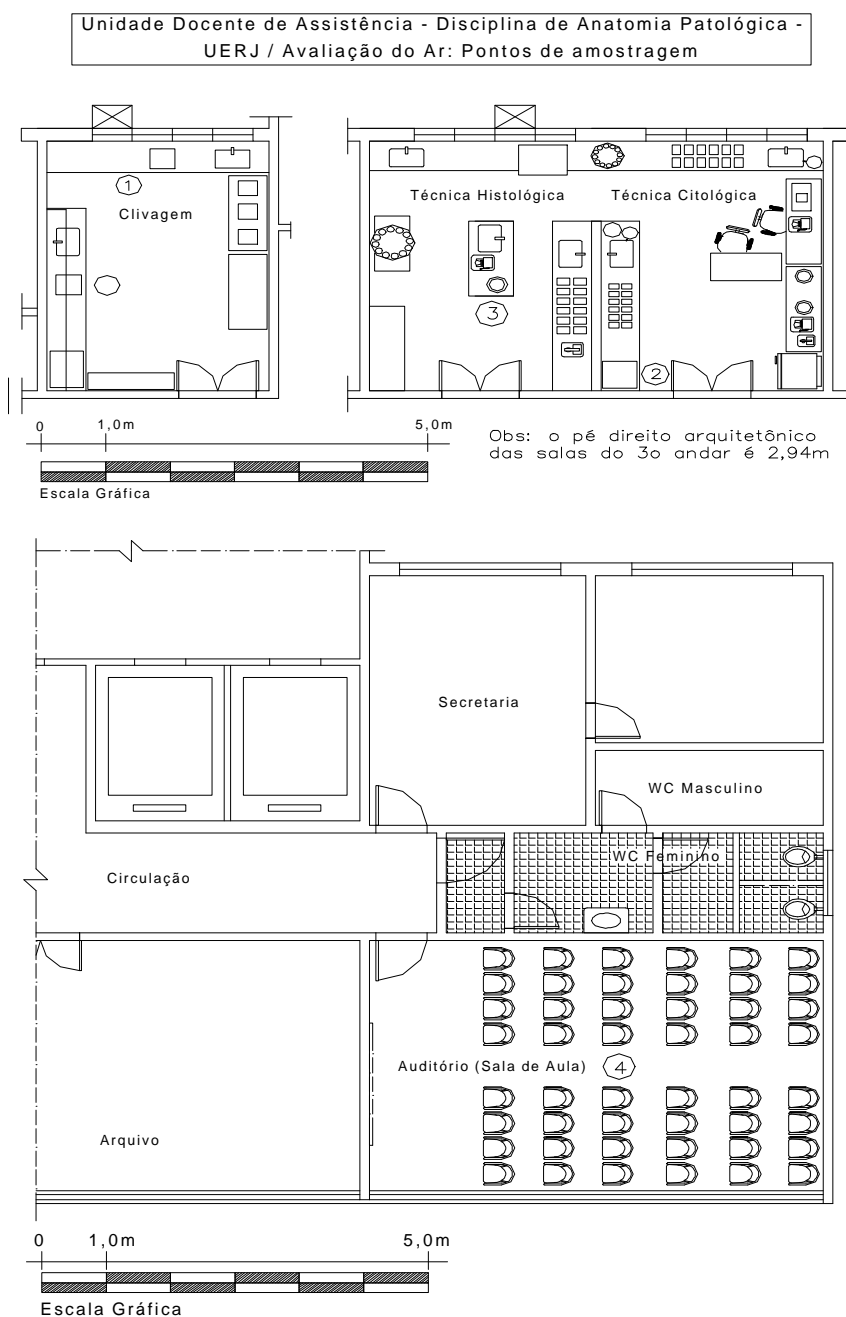 Unidade Docente de Assistência - Disciplina de Anatomia Patológica -
UERJ / Avaliação do Ar: Pontos de amostragem
1
Clivagem
Técnica Histológica
Técnica Citológica
3
2
0 1,0m 5,0m
Escala Gráfica
Obs: o pé direito arquitetônico
das salas do 3o andar é 2,94m
Secretaria
WC Masculino
WC Feminino
Circulação
Auditório (Sala de Aula) 4
Arquivo
0 1,0m 5,0m
Escala Gráfica